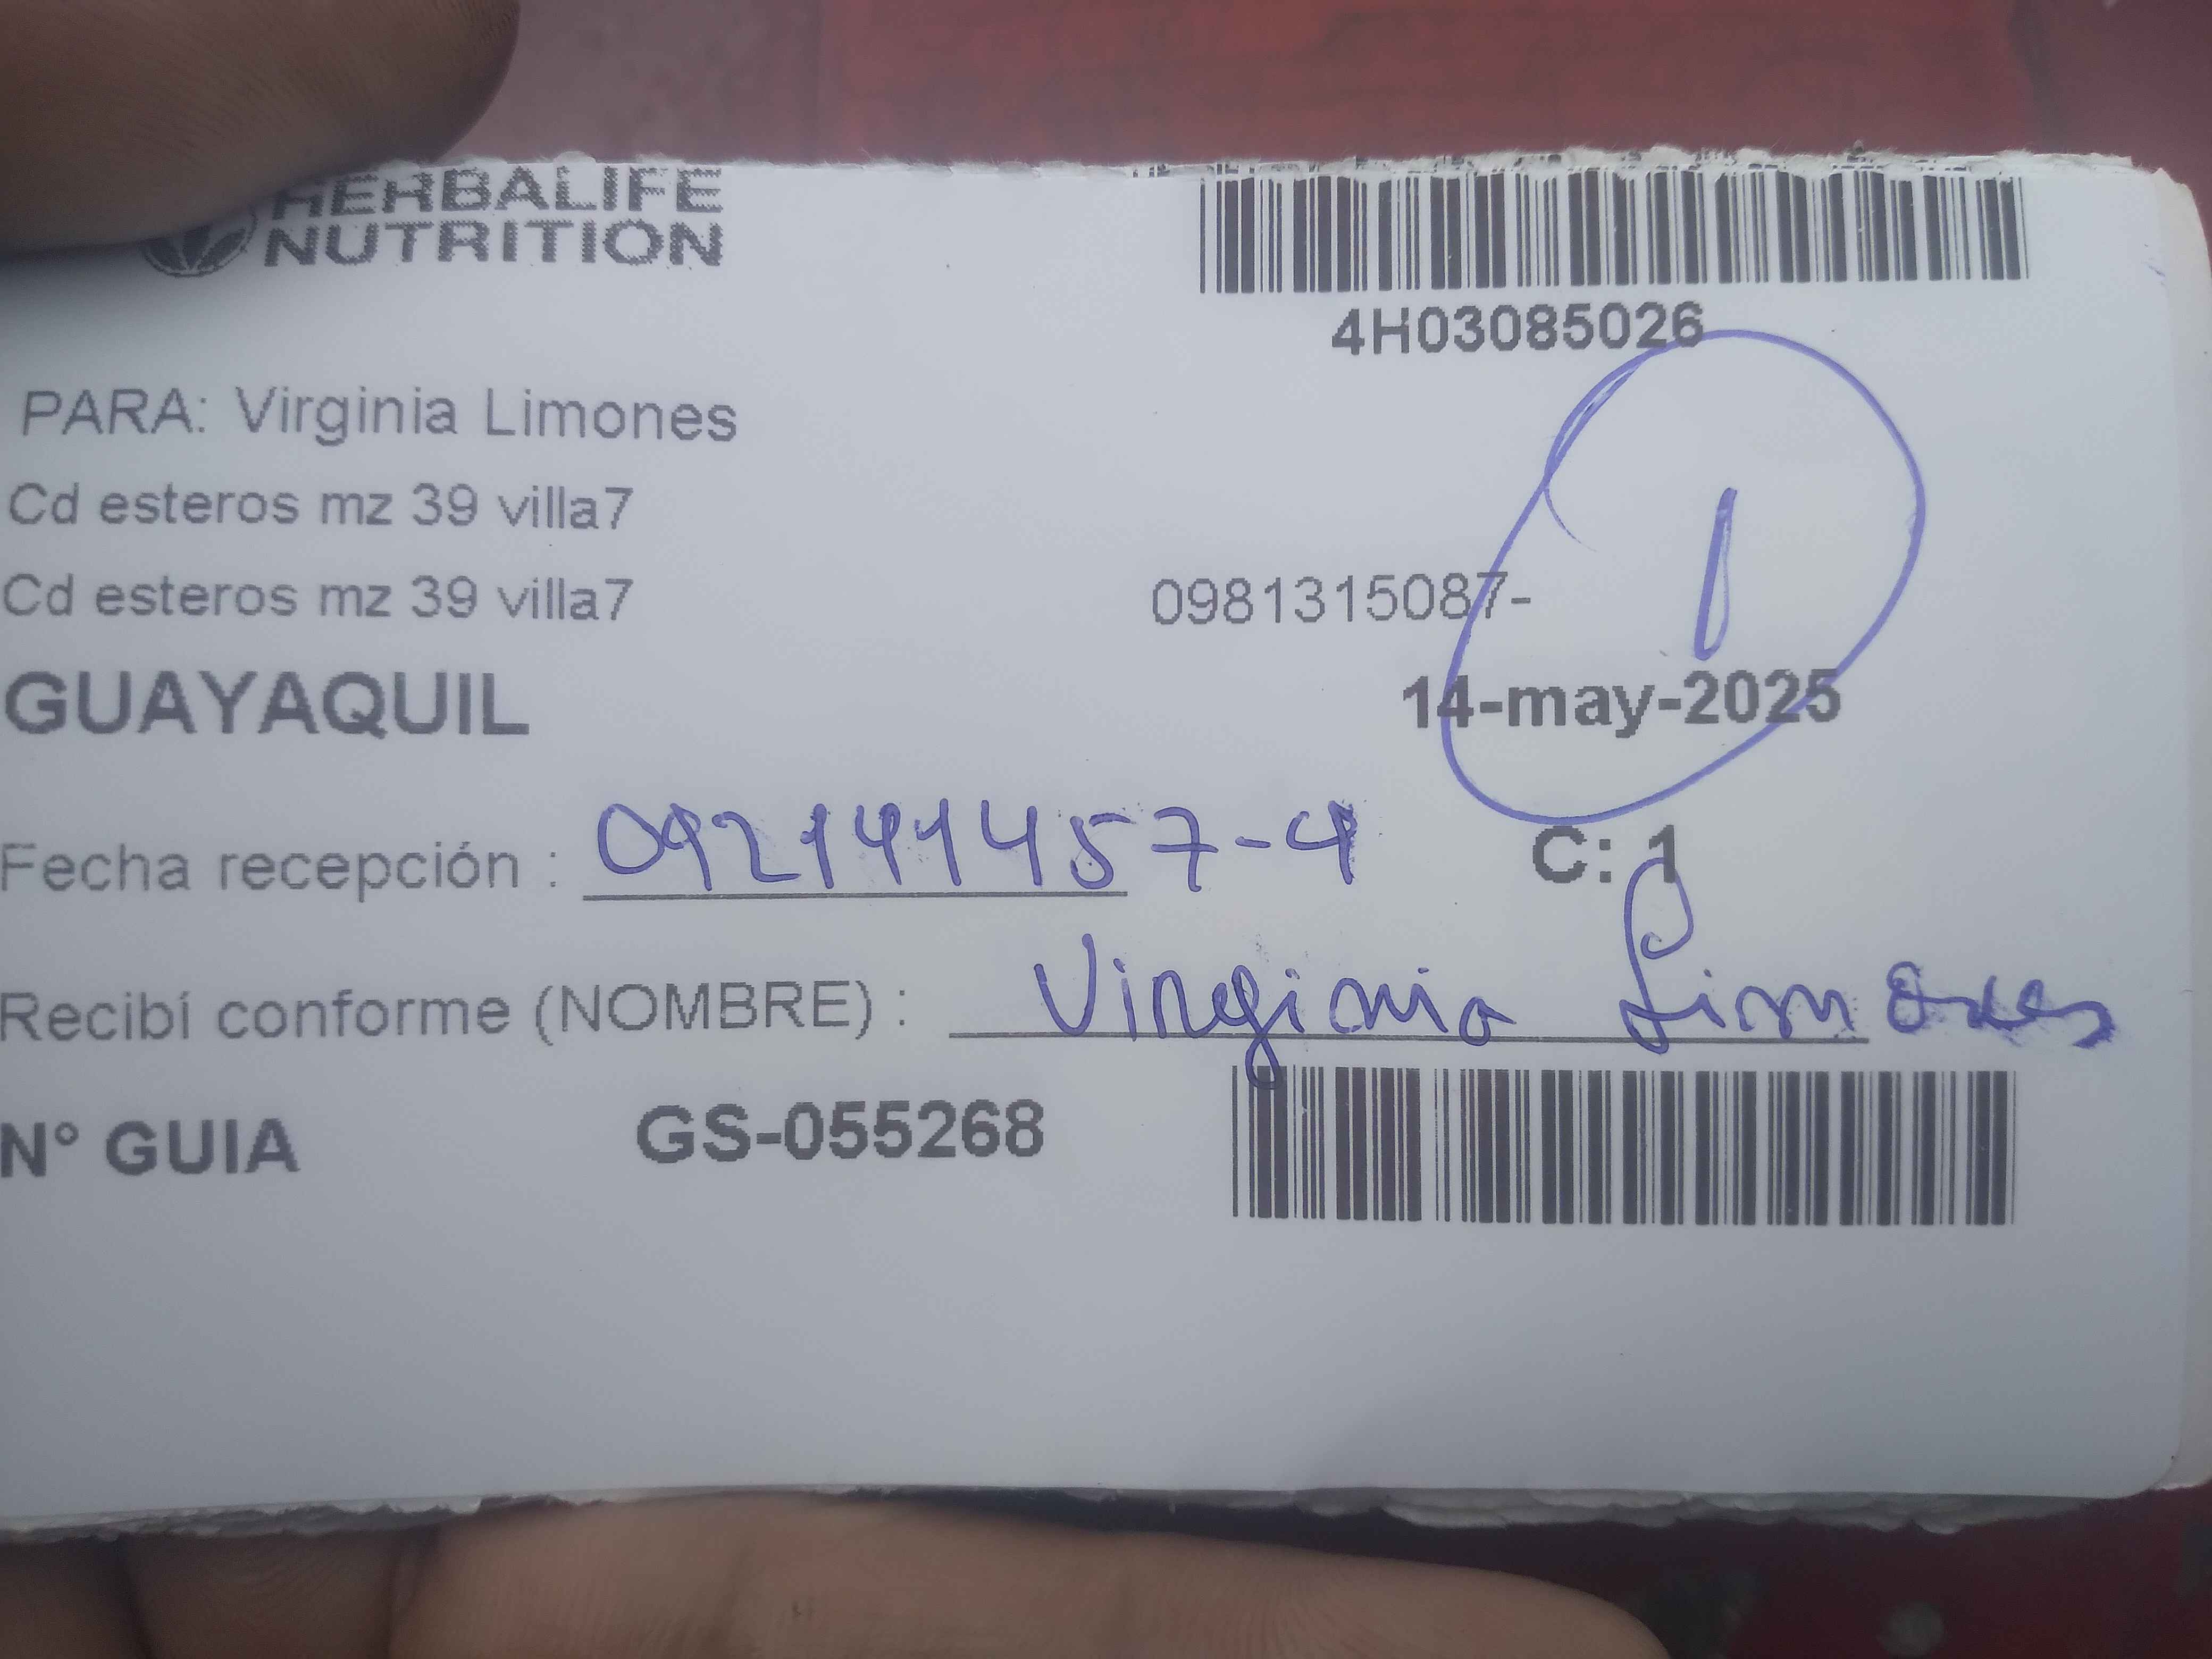 HERBALIFE
NUTRITION
4H03085026
PARA: Virginia Limones
Cd esteros mz 39 villa7
Cd esteros mz 39 villa7
0981315087-
1
GUAYAQUIL
14-may-2025
Fecha recepción : 092141457-4
C: 1
Recibí conforme (NOMBRE) : Virginia Limones
N° GUIA GS-055268